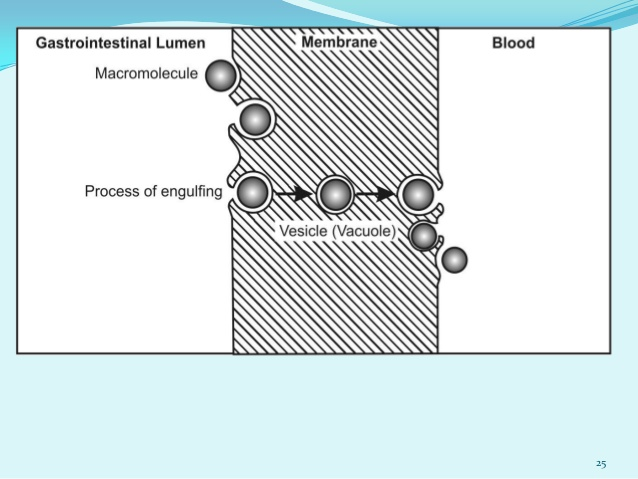 Gastrointestinal Lumen
Membrane
Blood
Macromolecule
Process of engulfing
Vesicle (Vacuole)
25